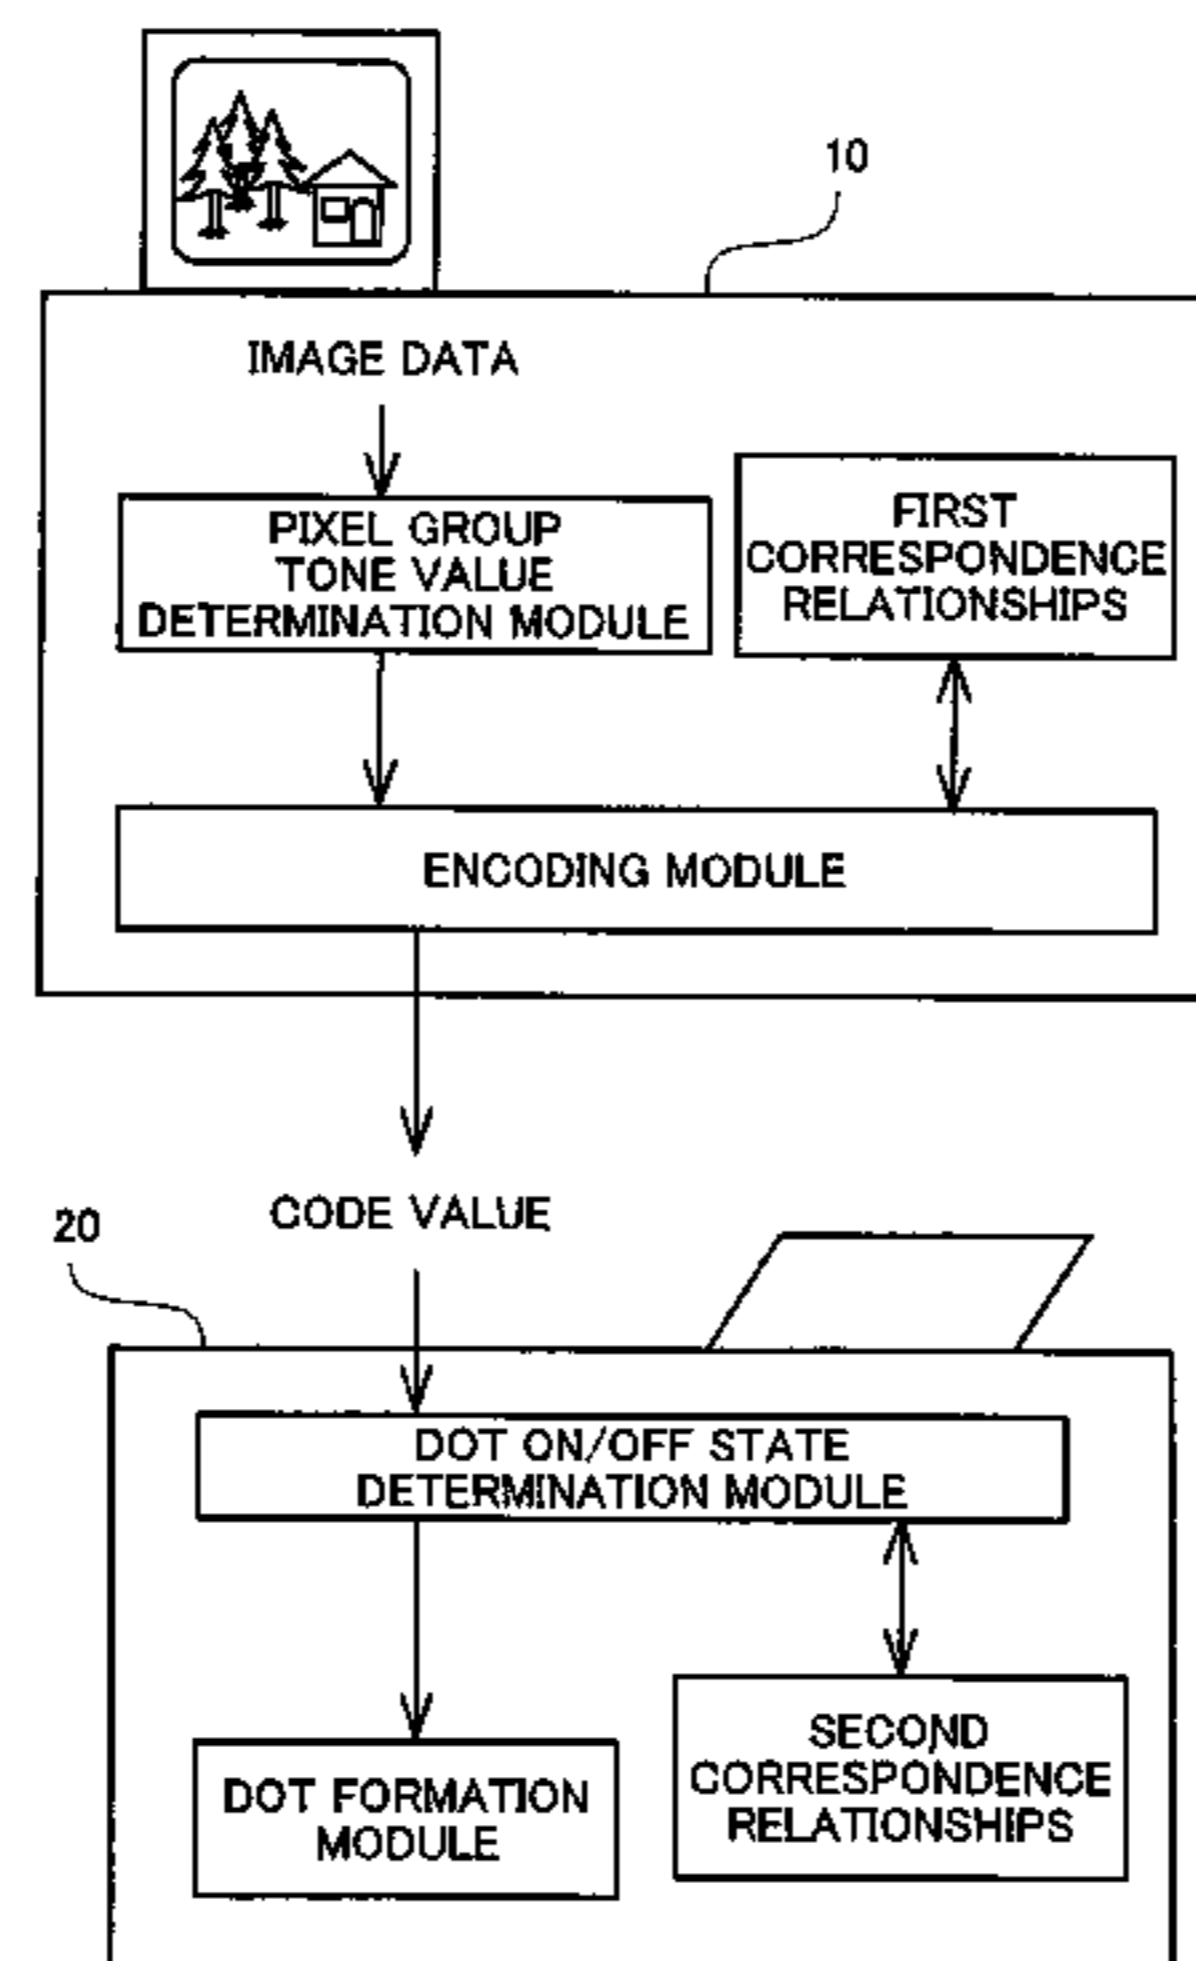 10
IMAGE DATA
PIXEL GROUP
TONE VALUE
DETERMINATION MODULE
FIRST
CORRESPONDENCE
RELATIONSHIPS
ENCODING MODULE
CODE VALUE
20
DOT ON/OFF STATE
DETERMINATION MODULE
DOT FORMATION
MODULE
SECOND
CORRESPONDENCE
RELATIONSHIPS